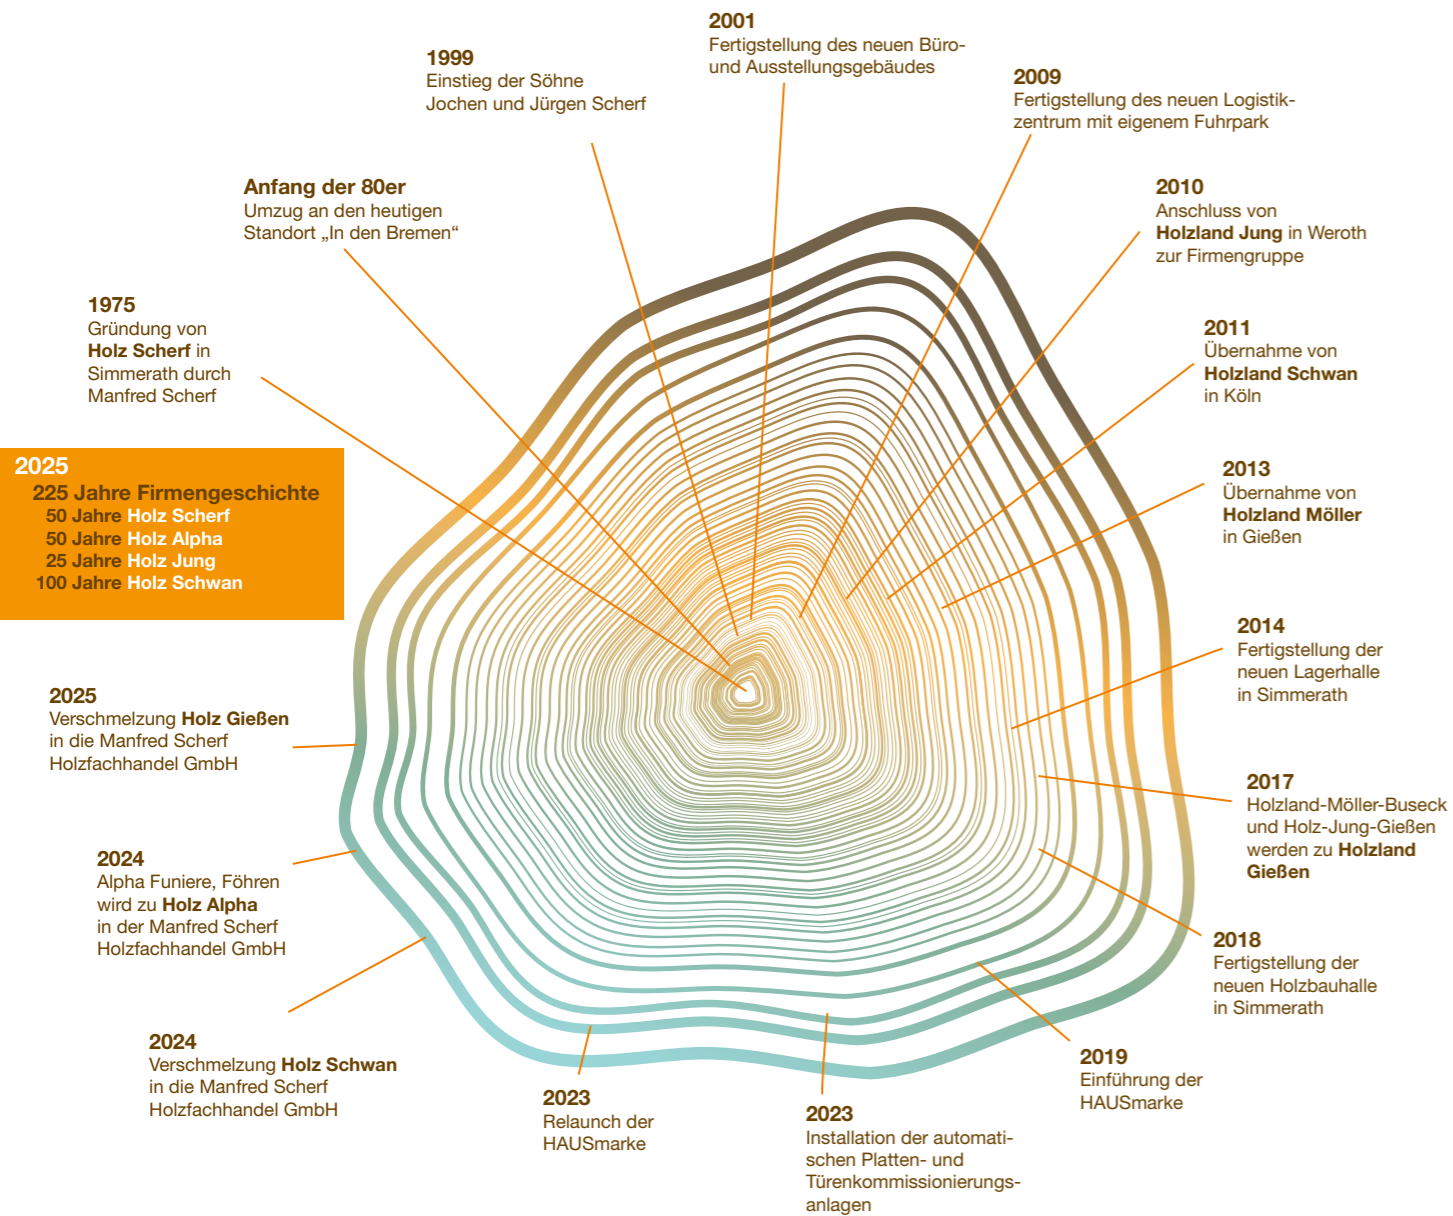 2001
Fertigstellung des neuen Büro-
und Ausstellungsgebäudes
1999
Einstieg der Söhne
Jochen und Jürgen Scherf
2009
Fertigstellung des neuen Logistik-
zentrum mit eigenem Fuhrpark
Anfang der 80er
Umzug an den heutigen
Standort „In den Bremen“
2010
Anschluss von
Holzland Jung in Weroth
zur Firmengruppe
1975
Gründung von
Holz Scherf in
Simmerath durch
Manfred Scherf
2011
Übernahme von
Holzland Schwan
in Köln
2025
225 Jahre Firmengeschichte
50 Jahre Holz Scherf
50 Jahre Holz Alpha
25 Jahre Holz Jung
100 Jahre Holz Schwan
2013
Übernahme von
Holzland Möller
in Gießen
2014
Fertigstellung der
neuen Lagerhalle
in Simmerath
2025
Verschmelzung Holz Gießen
in die Manfred Scherf
Holzfachhandel GmbH
2017
Holzland-Möller-Buseck
und Holz-Jung-Gießen
werden zu Holzland
Gießen
2024
Alpha Funiere, Föhren
wird zu Holz Alpha
in der Manfred Scherf
Holzfachhandel GmbH
2018
Fertigstellung der
neuen Holzbauhalle
in Simmerath
2024
Verschmelzung Holz Schwan
in die Manfred Scherf
Holzfachhandel GmbH
2019
Einführung der
HAUSmarke
2023
Relaunch der
HAUSmarke
2023
Installation der automati-
schen Platten- und
Türenkommissionierungs-
anlagen